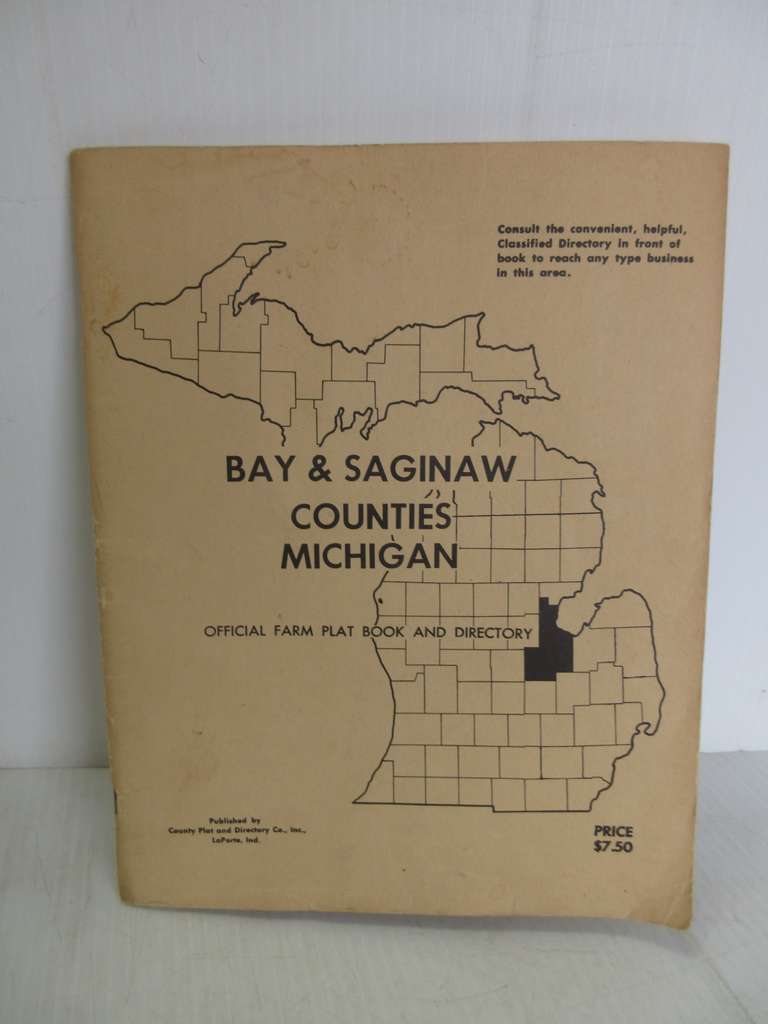 Consult the convenient, helpful,
Classified Directory in front of
book to reach any type business
in this area.
BAY & SAGINAW
COUNTIES
MICHIGAN
OFFICIAL FARM PLAT BOOK AND DIRECTORY
Published by
County Plat and Directory Co., Inc.,
LaPorte, Ind.
PRICE
$7.50